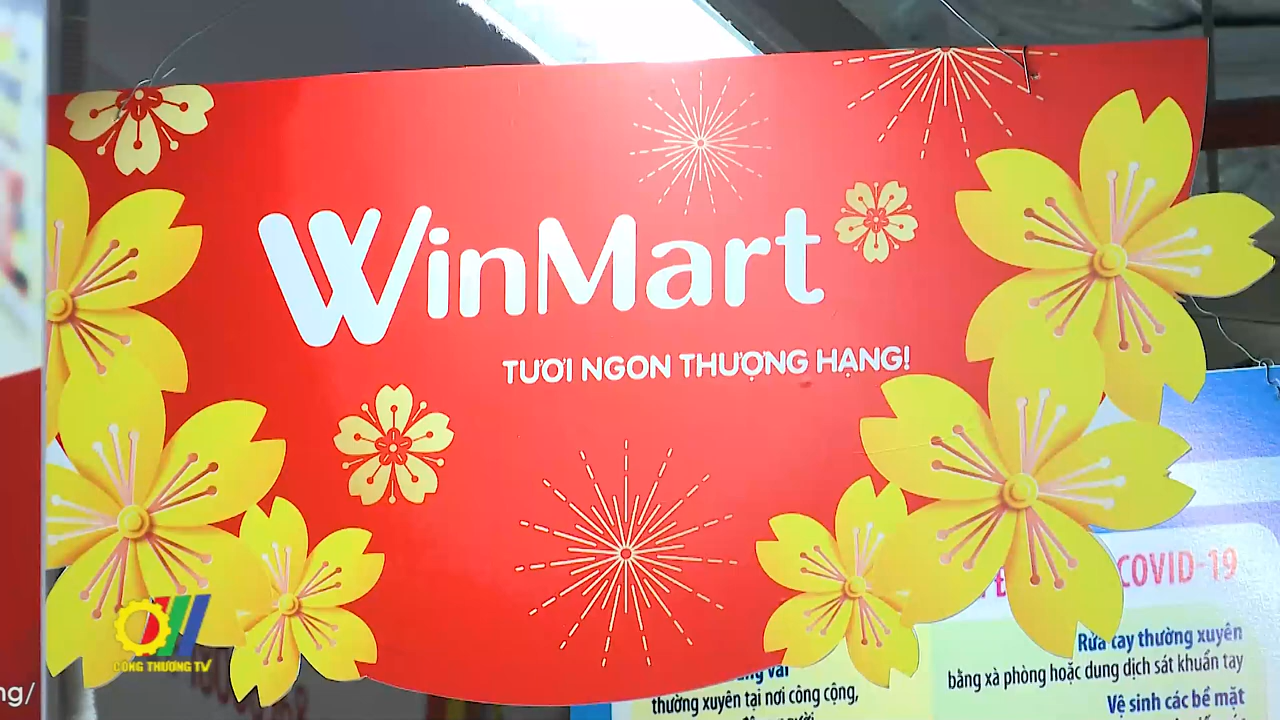 WinMart
TƯƠI NGON THƯỢNG HẠNG!
COVID-19
Rửa tay thường xuyên
bằng xà phòng hoặc dung dịch sát khuẩn tay
Vệ sinh các bề mặt
thường xuyên tại nơi công cộng,
CÔNG THƯƠNG TV
ng/